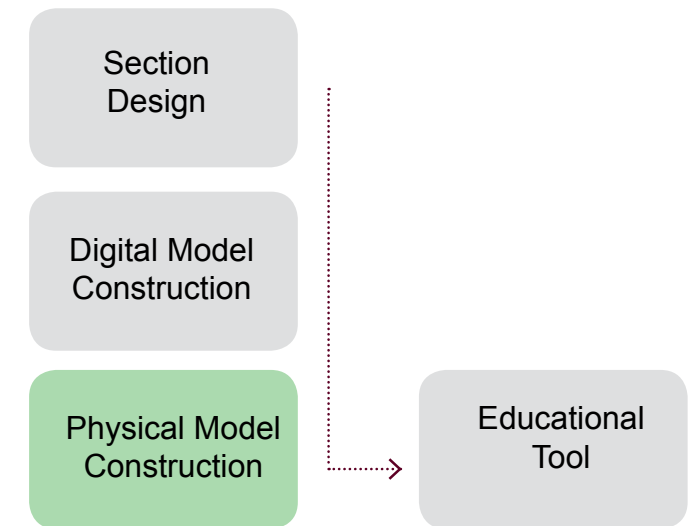 Section
Design
Digital Model
Construction
Physical Model
Construction
Educational
Tool